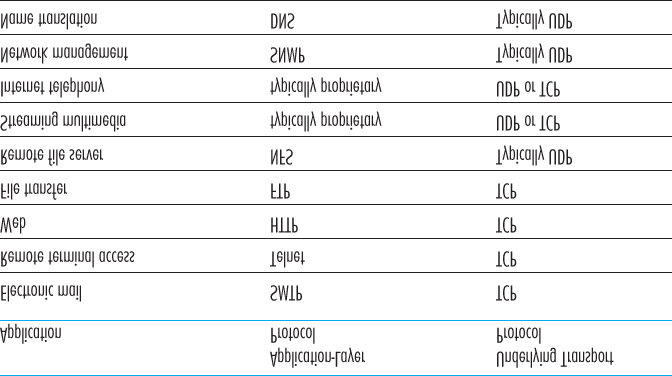 Application-Layer Underlying Transport
Application Protocol Protocol
Electronic mail SMTP TCP
Remote terminal access Telnet TCP
Web HTTP TCP
File transfer FTP TCP
Remote file server NFS Typically UDP
Streaming multimedia typically proprietary UDP or TCP
Internet telephony typically proprietary UDP or TCP
Network management SNMP Typically UDP
Name translation DNS Typically UDP